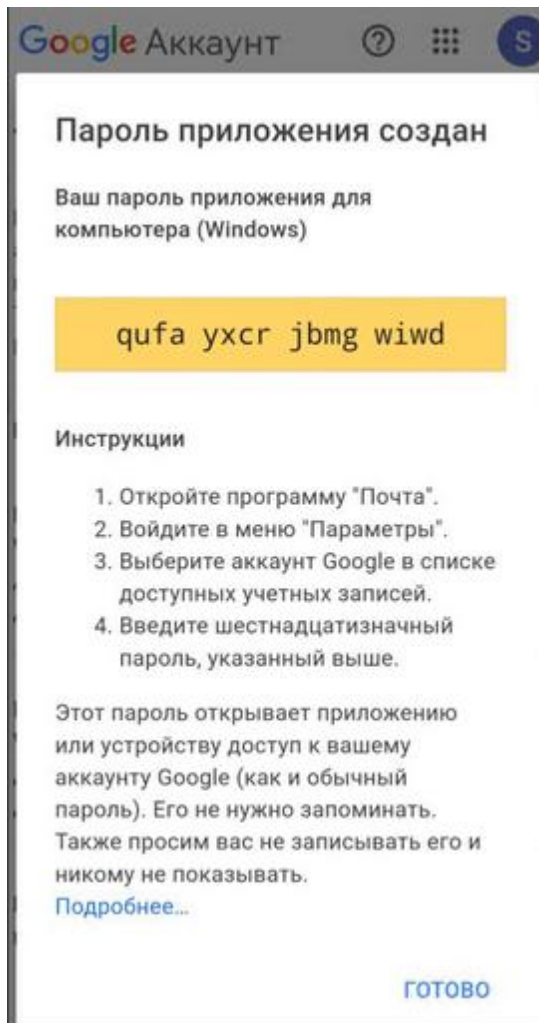 Google Аккаунт
S
Пароль приложения создан
Ваш пароль приложения для
компьютера (Windows)
qufa yxcr jbmg wiwd
Инструкции
1. Откройте программу "Почта".
2. Войдите в меню "Параметры".
3. Выберите аккаунт Google в списке
доступных учетных записей.
4. Введите шестнадцатизначный
пароль, указанный выше.
Этот пароль открывает приложению
или устройству доступ к вашему
аккаунту Google (как и обычный
пароль). Его не нужно запоминать.
Также просим вас не записывать его и
никому не показывать.
Подробнее...
ГОТОВО